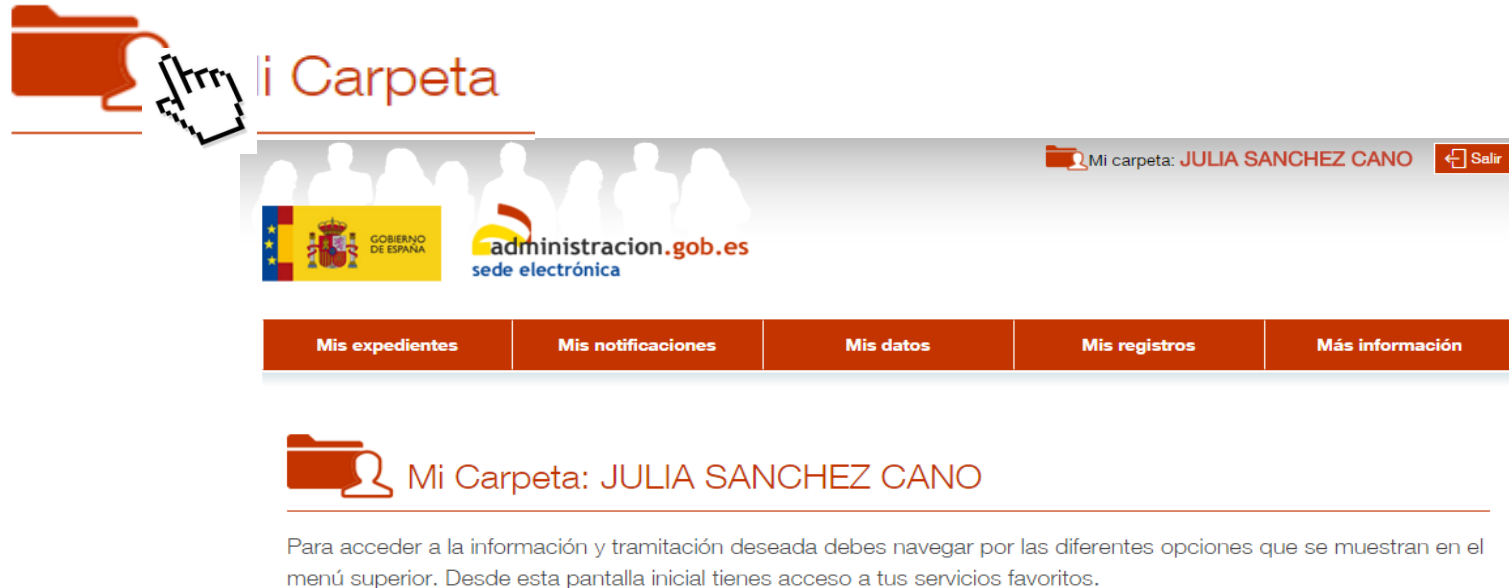 i Carpeta
Mi carpeta: JULIA SANCHEZ CANO
Salir
GOBIERNO
DE ESPAÑA
administracion.gob.es
sede electrónica
Mis expedientes Mis notificaciones Mis datos Mis registros Más información
Mi Carpeta: JULIA SANCHEZ CANO
Para acceder a la información y tramitación deseada debes navegar por las diferentes opciones que se muestran en el
menú superior. Desde esta pantalla inicial tienes acceso a tus servicios favoritos.